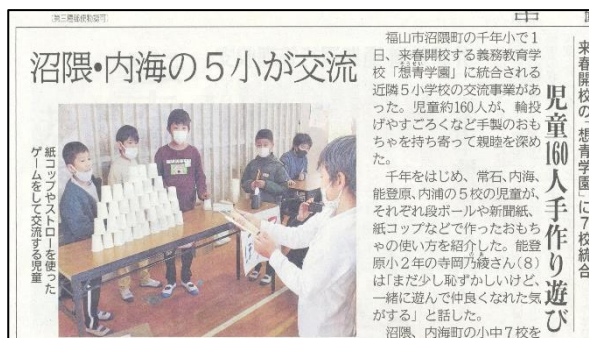 (第三種郵便物認可)
中
来春開校の「想青学園」に7校統合
児童160人手作り遊び
沼隈・内海の5小が交流
福山市沼隈町の千年小で1
日、来春開校する義務教育学
校「想青学園」に統合される
近隣5小学校の交流事業があ
った。児童約160人が、輪投
げやすごろくなど手製のおも
ちゃを持ち寄って親睦を深め
た。
千年をはじめ、常石、内海、
能登原、内浦の5校の児童が、
それぞれ段ボールや新聞紙、
紙コップなどで作ったおもち
ゃの使い方を紹介した。能登
原小2年の寺岡乃綾さん(8)
は「まだ少し恥ずかしいけど、
一緒に遊んで仲良くなれた気
がする」と話した。
沼隈、内海町の小中7校を
紙コップやストローを使った
ゲームをして交流する児童